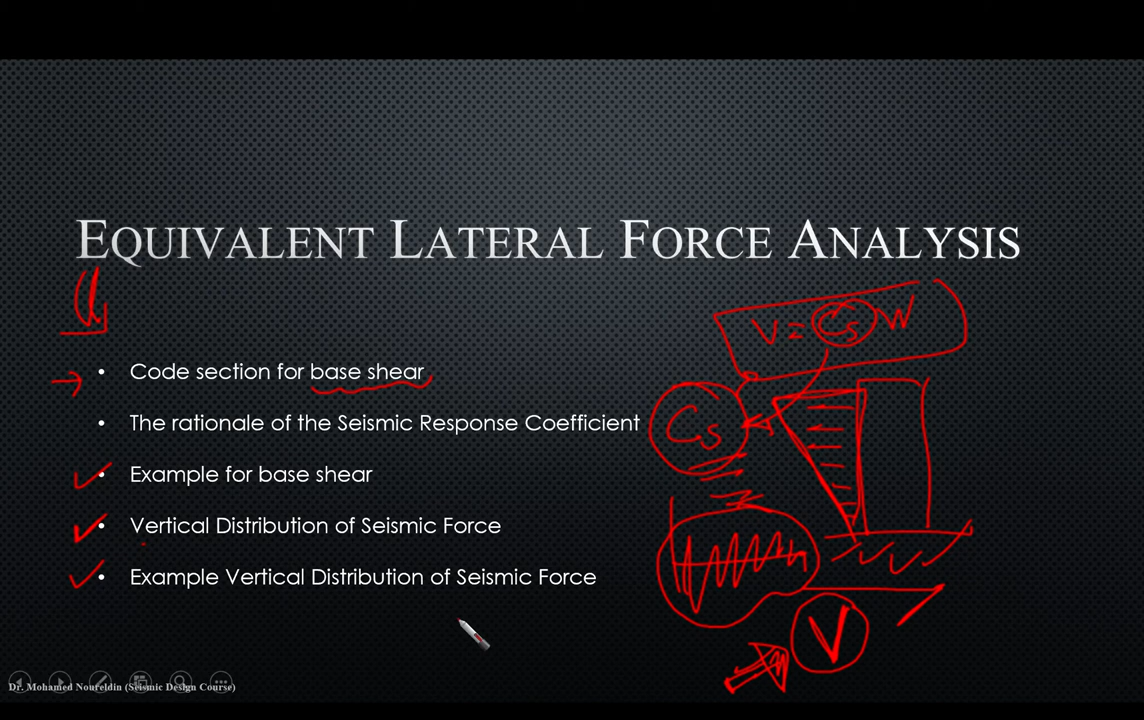 EQUIVALENT LATERAL FORCE ANALYSIS
V = Cs W
• Code section for base shear
• The rationale of the Seismic Response Coefficient
Cs
• Example for base shear
• Vertical Distribution of Seismic Force
• Example Vertical Distribution of Seismic Force
V
Dr. Mohamed Noureldin (Seismic Design Course)